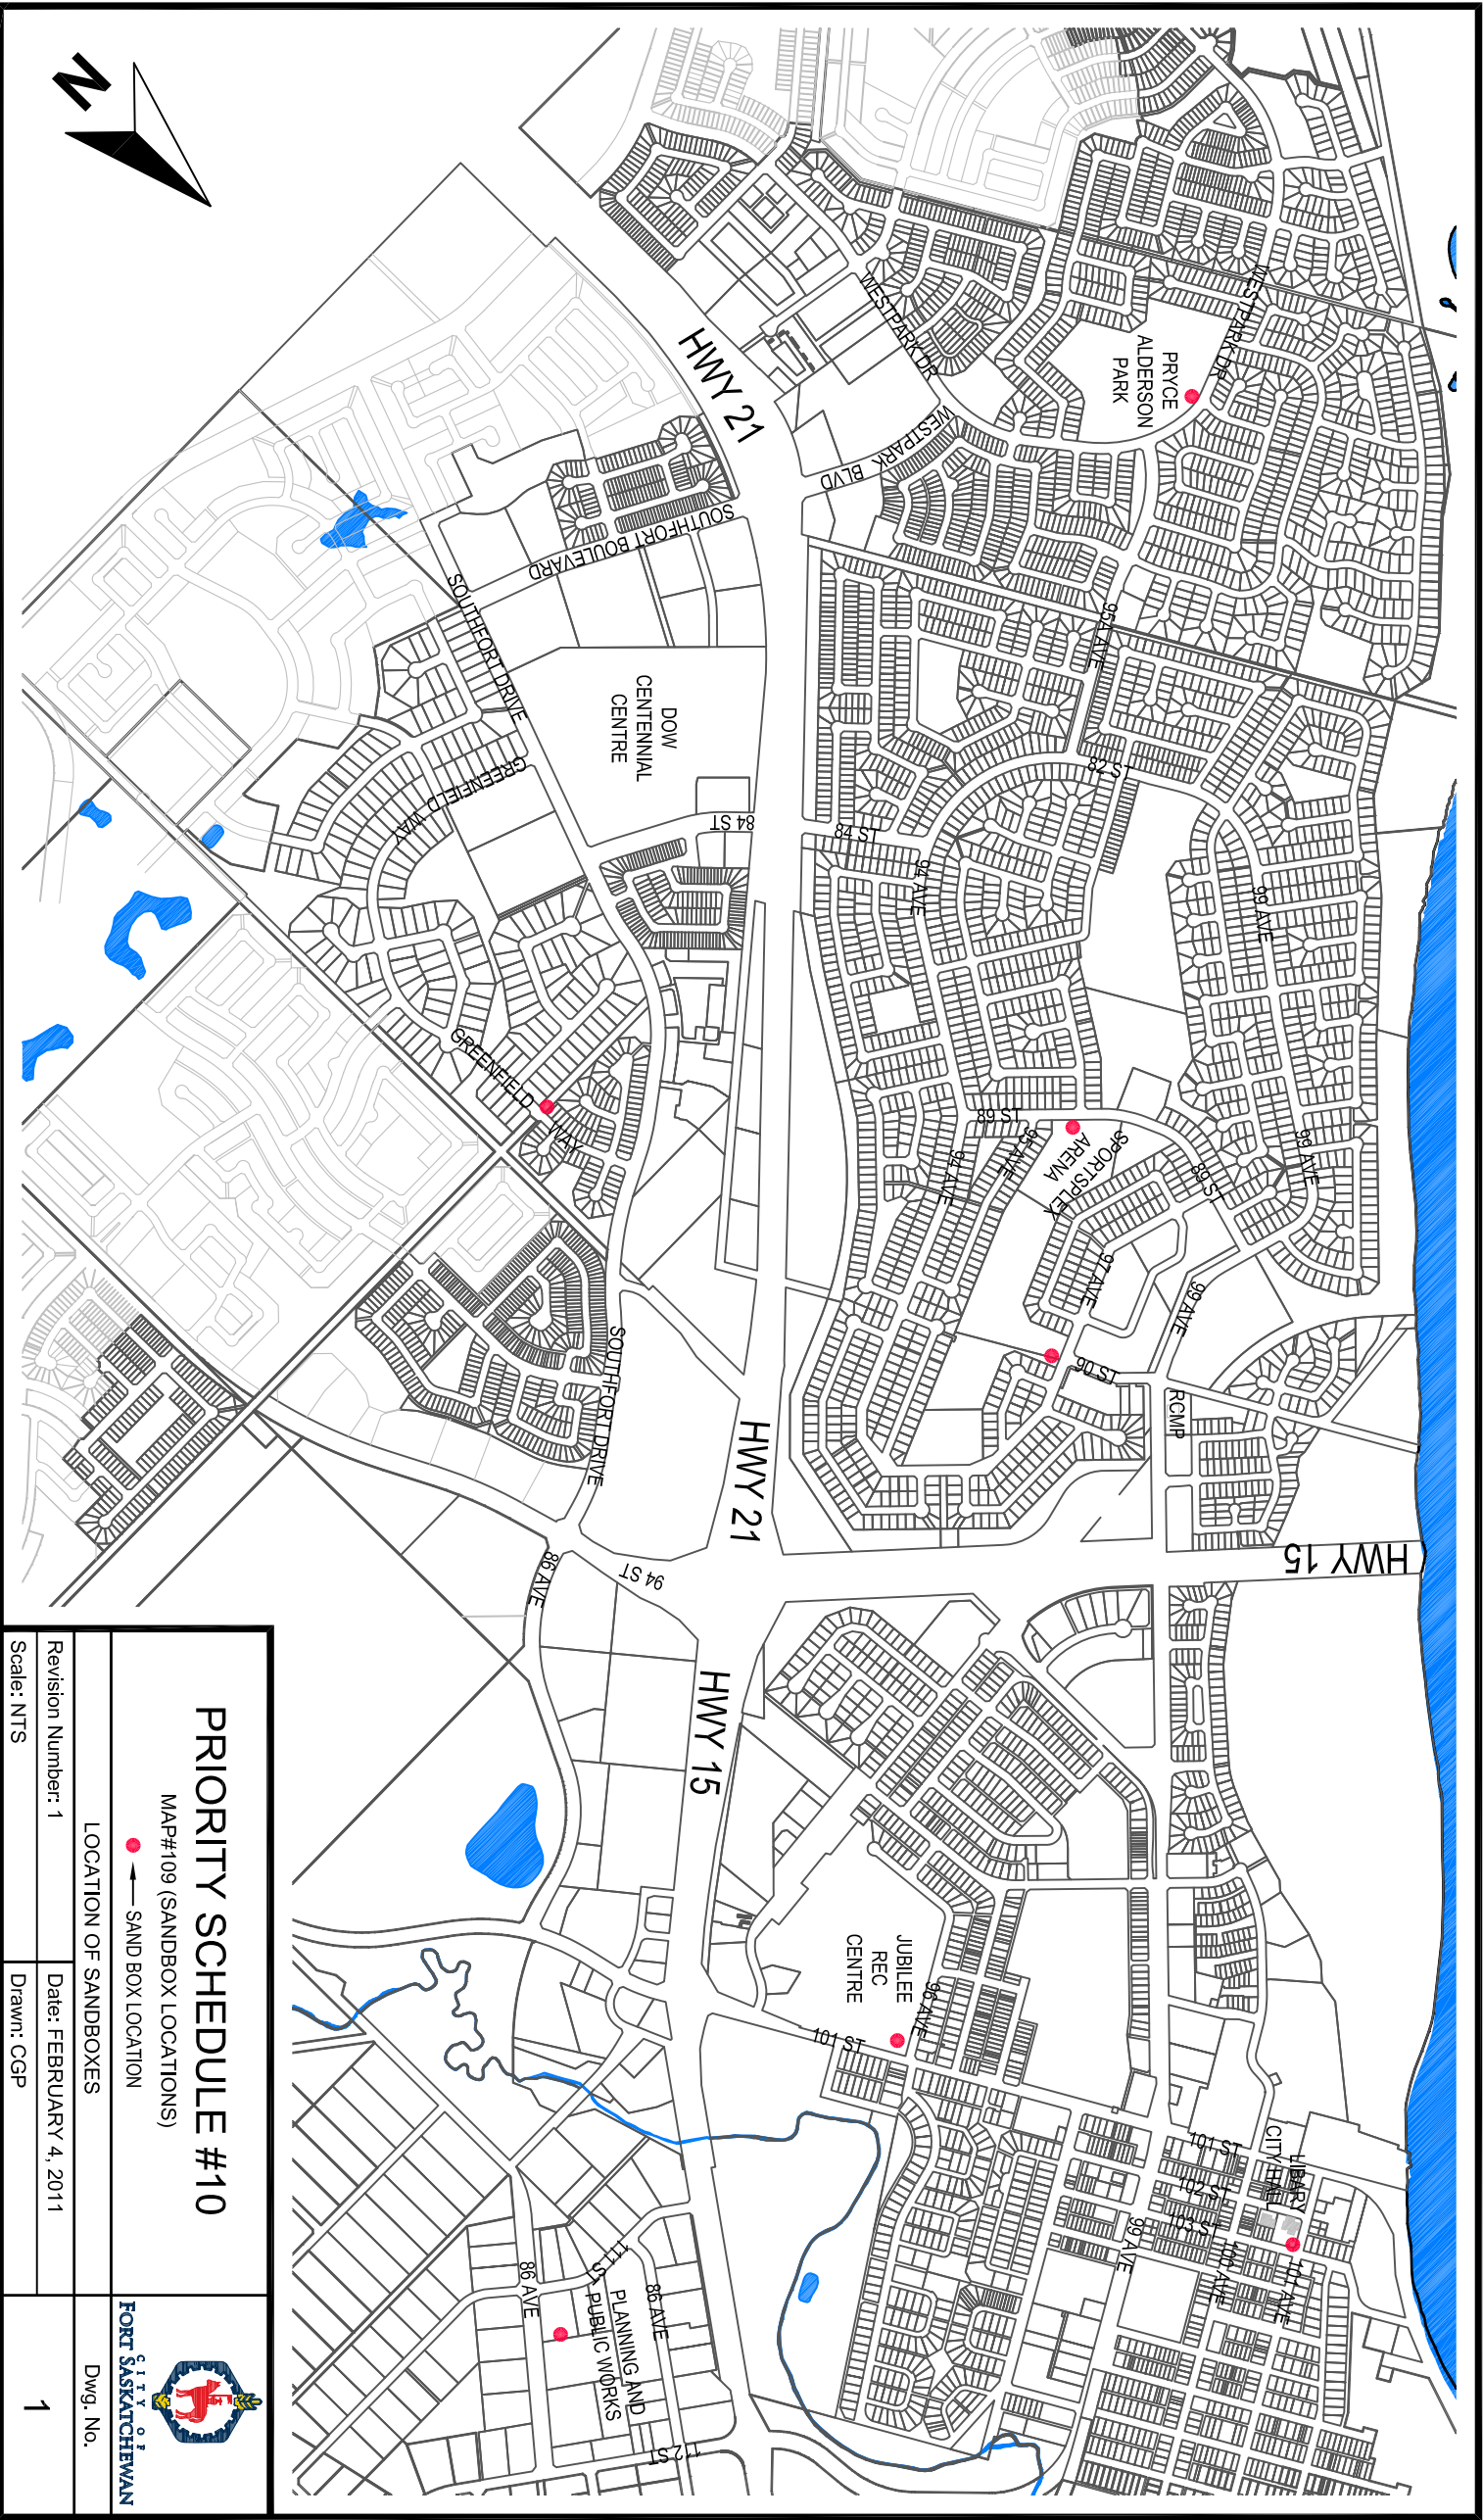 N
HWY 21
WESTPARK DR
WESTPARK DR
PRYCE
ALDERSON
PARK
WESTPARK BLVD
SOUTHFORT BOULEVARD
SOUTHFORT DRIVE
95A AVE
DOW
CENTENNIAL
CENTRE
GREENFIELD WAY
84 ST
84 ST
82 ST
94 AVE
99 AVE
GREENFIELD WAY
89 ST
95 AVE
94 AVE
SPORTSPLEX
ARENA
89 ST
99 AVE
97 AVE
99 AVE
90 ST
RCMP
SOUTHFORT DRIVE
HWY 21
HWY 15
94 ST
86 AVE
HWY 15
JUBILEE
REC
CENTRE
96 AVE
101 ST
101 ST
102 ST
103 ST
LIBARY
CITY HALL
99 AVE
100 AVE
101 AVE
111 ST
86 AVE
86 AVE
PLANNING AND
PUBLIC WORKS
112 ST
PRIORITY SCHEDULE #10
MAP#109 (SANDBOX LOCATIONS)
SAND BOX LOCATION
LOCATION OF SANDBOXES
Revision Number: 1
Date: FEBRUARY 4, 2011
Scale: NTS
Drawn: CGP
CITY OF
FORT SASKATCHEWAN
Dwg. No.
1